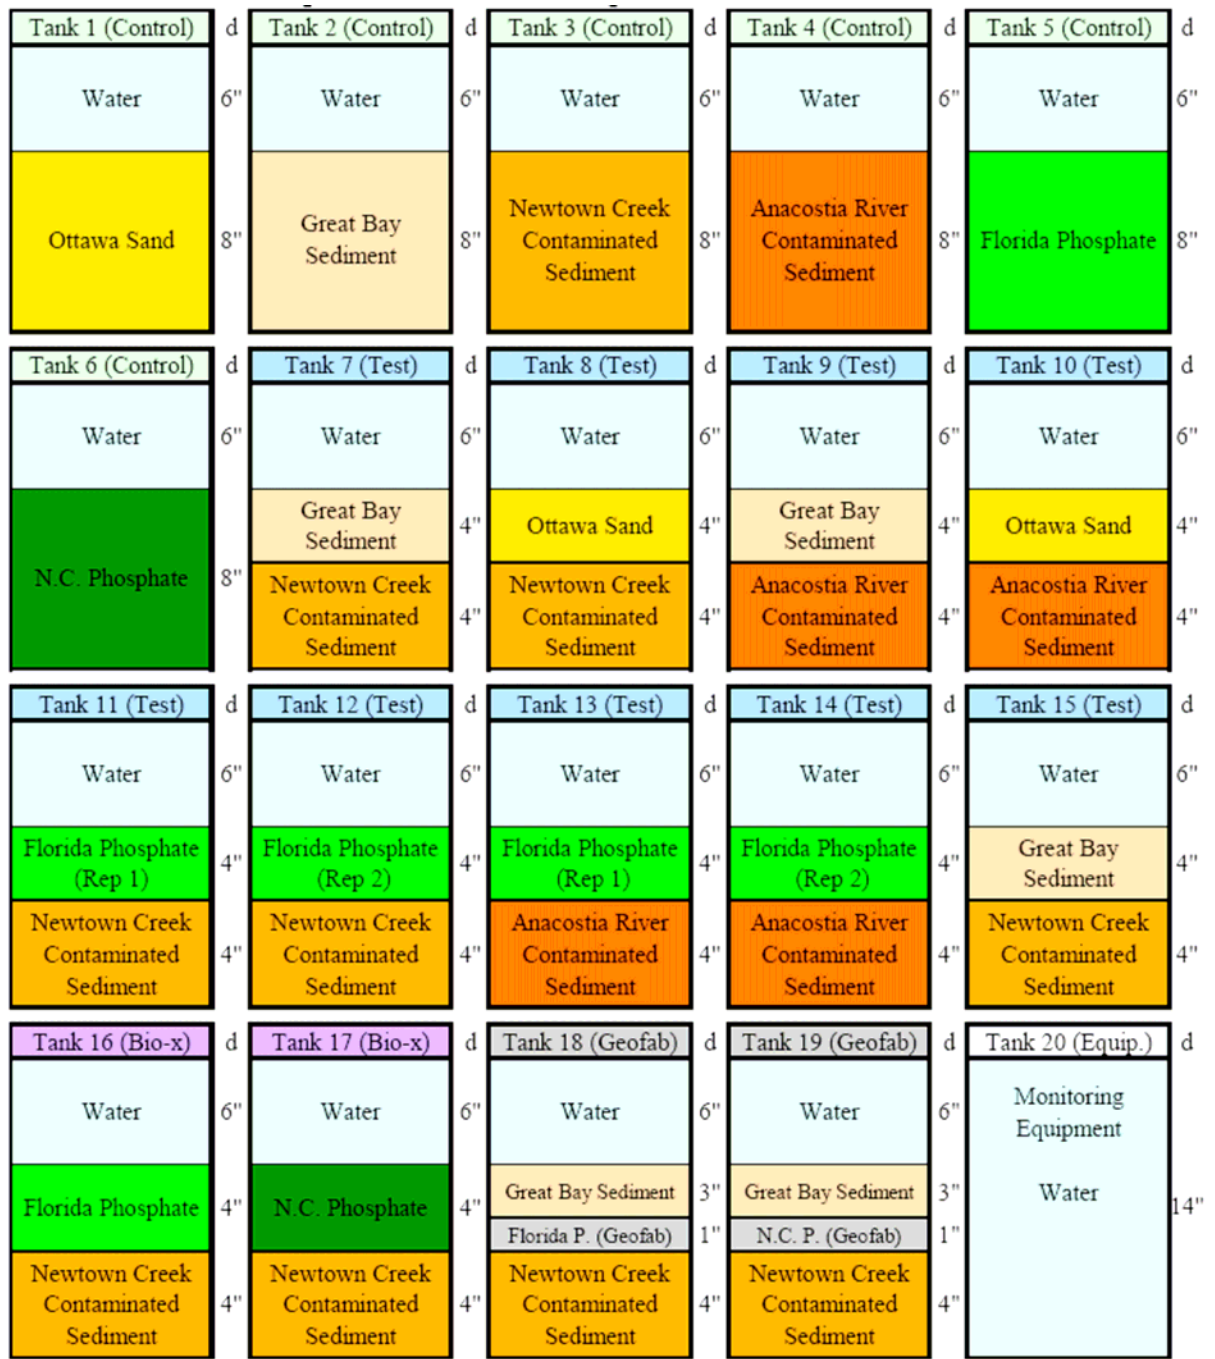 Tank 1 (Control) d Tank 2 (Control) d Tank 3 (Control) d Tank 4 (Control) d Tank 5 (Control) d
Water 6" Water 6" Water 6" Water 6" Water 6"
Ottawa Sand 8"
Great Bay
Sediment 8"
Newtown Creek
Contaminated 8"
Sediment
Anacostia River
Contaminated 8"
Sediment
Florida Phosphate 8"
Tank 6 (Control) d Tank 7 (Test) d Tank 8 (Test) d Tank 9 (Test) d Tank 10 (Test) d
Water 6" Water 6" Water 6" Water 6" Water 6"
N.C. Phosphate 8"
Great Bay
Sediment 4"
Newtown Creek
Contaminated 4"
Sediment
Ottawa Sand 4"
Newtown Creek
Contaminated 4"
Sediment
Great Bay
Sediment 4"
Anacostia River
Contaminated 4"
Sediment
Ottawa Sand 4"
Anacostia River
Contaminated 4"
Sediment
Tank 11 (Test) d Tank 12 (Test) d Tank 13 (Test) d Tank 14 (Test) d Tank 15 (Test) d
Water 6" Water 6" Water 6" Water 6" Water 6"
Florida Phosphate
(Rep 1) 4"
Newtown Creek
Contaminated 4"
Sediment
Florida Phosphate
(Rep 2) 4"
Newtown Creek
Contaminated 4"
Sediment
Florida Phosphate
(Rep 1) 4"
Anacostia River
Contaminated 4"
Sediment
Florida Phosphate
(Rep 2) 4"
Anacostia River
Contaminated 4"
Sediment
Great Bay
Sediment 4"
Newtown Creek
Contaminated 4"
Sediment
Tank 16 (Bio-x) d Tank 17 (Bio-x) d Tank 18 (Geofab) d Tank 19 (Geofab) d Tank 20 (Equip.) d
Water 6" Water 6" Water 6" Water 6"
Florida Phosphate 4"
Newtown Creek
Contaminated 4"
Sediment
N.C. Phosphate 4"
Newtown Creek
Contaminated 4"
Sediment
Great Bay Sediment 3"
Florida P. (Geofab) 1"
Newtown Creek
Contaminated 4"
Sediment
Great Bay Sediment 3"
N.C. P. (Geofab) 1"
Newtown Creek
Contaminated 4"
Sediment
Monitoring
Equipment
Water 14"